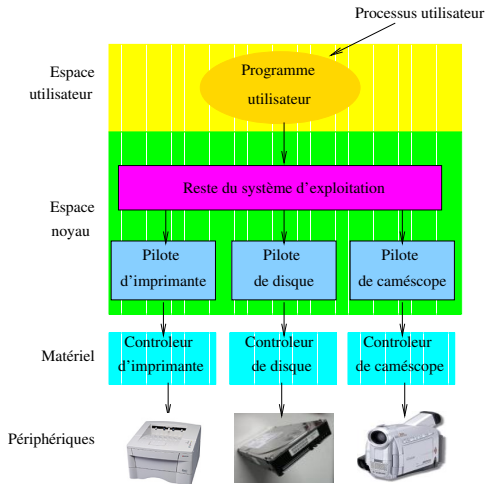 Processus utilisateur
Espace
utilisateur
Programme
utilisateur
Reste du système d'exploitation
Espace
noyau
Pilote
d'imprimante
Pilote
de disque
Pilote
de caméscope
Matériel
Controleur
d'imprimante
Controleur
de disque
Controleur
de caméscope
Périphériques